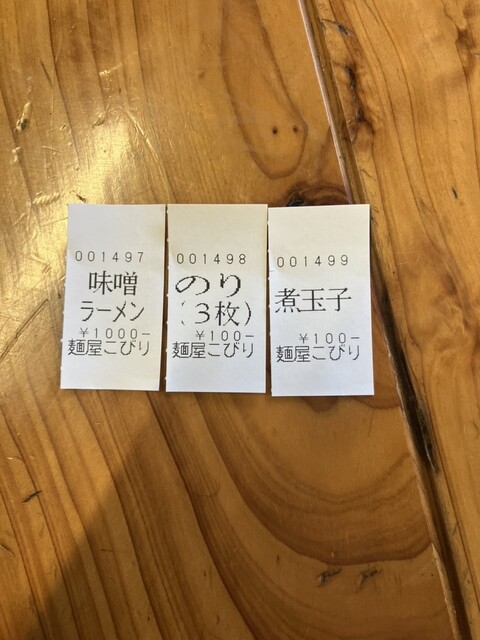 001497
味噌
ラーメン
¥1000-
麺屋こびり
001498
のり
(3枚)
¥100-
麺屋こびり
001499
煮玉子
¥100-
麺屋こびり